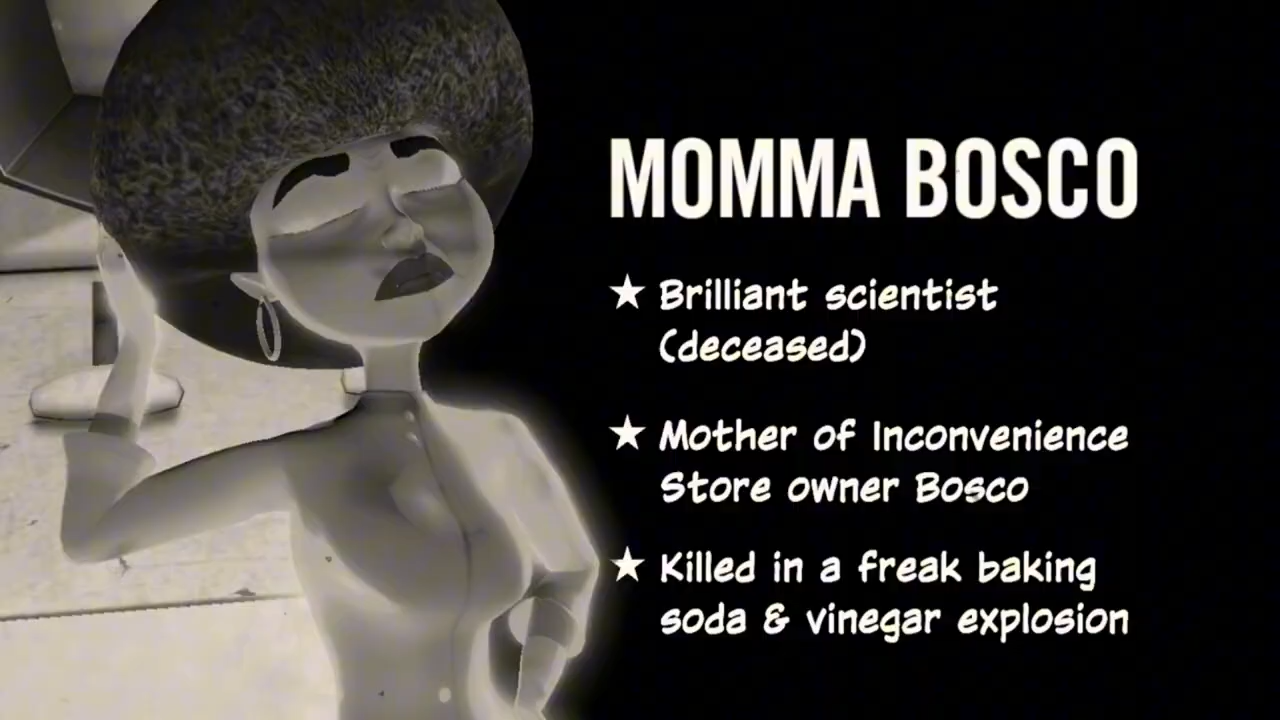 MOMMA BOSCO
★ Brilliant scientist
(deceased)
★ Mother of Inconvenience
Store owner Bosco
★ Killed in a freak baking
soda & vinegar explosion